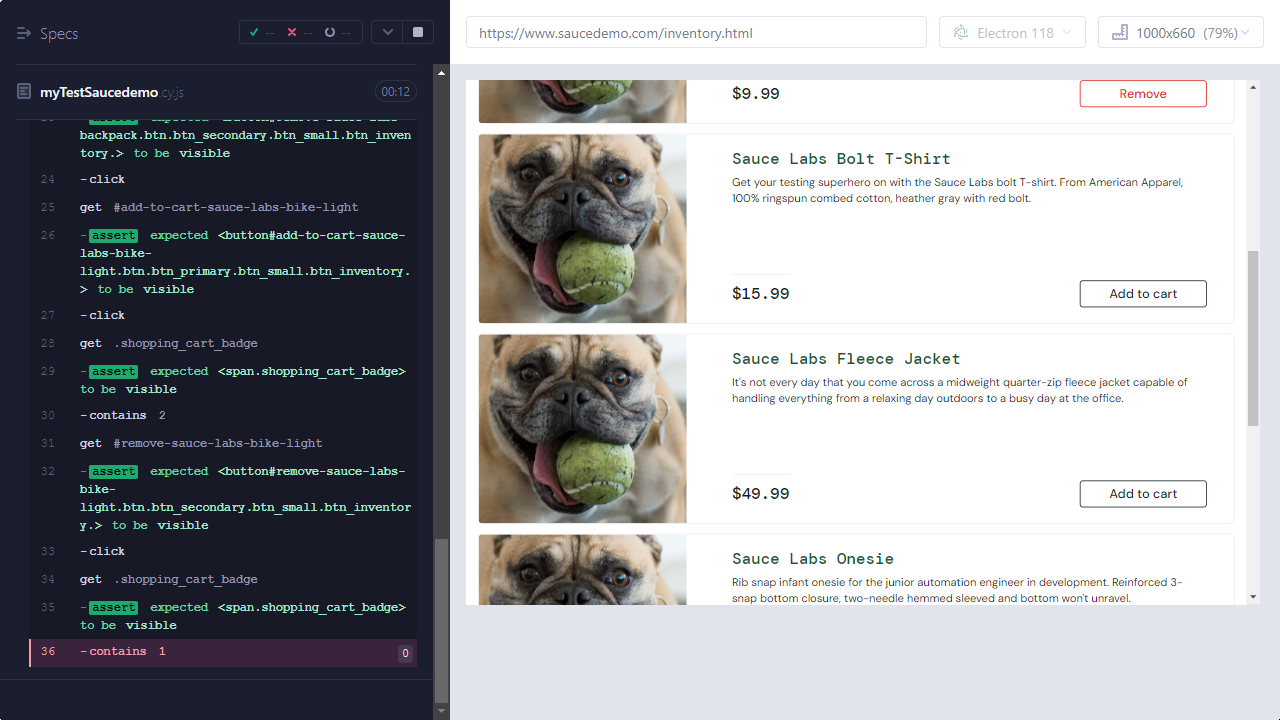 Specs
--
--
--
https://www.saucedemo.com/inventory.html
Electron 118
1000x660 (79%)
myTestSaucedemo.cy.js
00:12
backpack.btn.btn_secondary.btn_small.btn_inven
tory.> to be visible
24 -click
25 get #add-to-cart-sauce-labs-bike-light
26 -assert expected <button#add-to-cart-sauce-
labs-bike-
light.btn.btn_primary.btn_small.btn_inventory.
> to be visible
27 -click
28 get .shopping_cart_badge
29 -assert expected <span.shopping_cart_badge>
to be visible
30 -contains 2
31 get #remove-sauce-labs-bike-light
32 -assert expected <button#remove-sauce-labs-
bike-
light.btn.btn_secondary.btn_small.btn_inventor
y.> to be visible
33 -click
34 get .shopping_cart_badge
35 -assert expected <span.shopping_cart_badge>
to be visible
36 -contains 1 0
$9.99
Remove
Sauce Labs Bolt T-Shirt
Get your testing superhero on with the Sauce Labs bolt T-shirt. From American Apparel,
100% ringspun combed cotton, heather gray with red bolt.
$15.99
Add to cart
Sauce Labs Fleece Jacket
It's not every day that you come across a midweight quarter-zip fleece jacket capable of
handling everything from a relaxing day outdoors to a busy day at the office.
$49.99
Add to cart
Sauce Labs Onesie
Rib snap infant onesie for the junior automation engineer in development. Reinforced 3-
snap bottom closure, two-needle hemmed sleeved and bottom won't unravel.